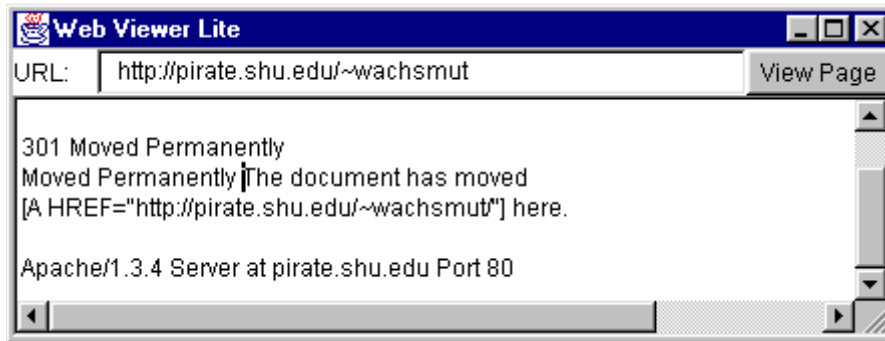 Web Viewer Lite
URL: http://pirate.shu.edu/~wachsmut View Page
301 Moved Permanently
Moved Permanently The document has moved
[A HREF="http://pirate.shu.edu/~wachsmut/"] here.
Apache/1.3.4 Server at pirate.shu.edu Port 80